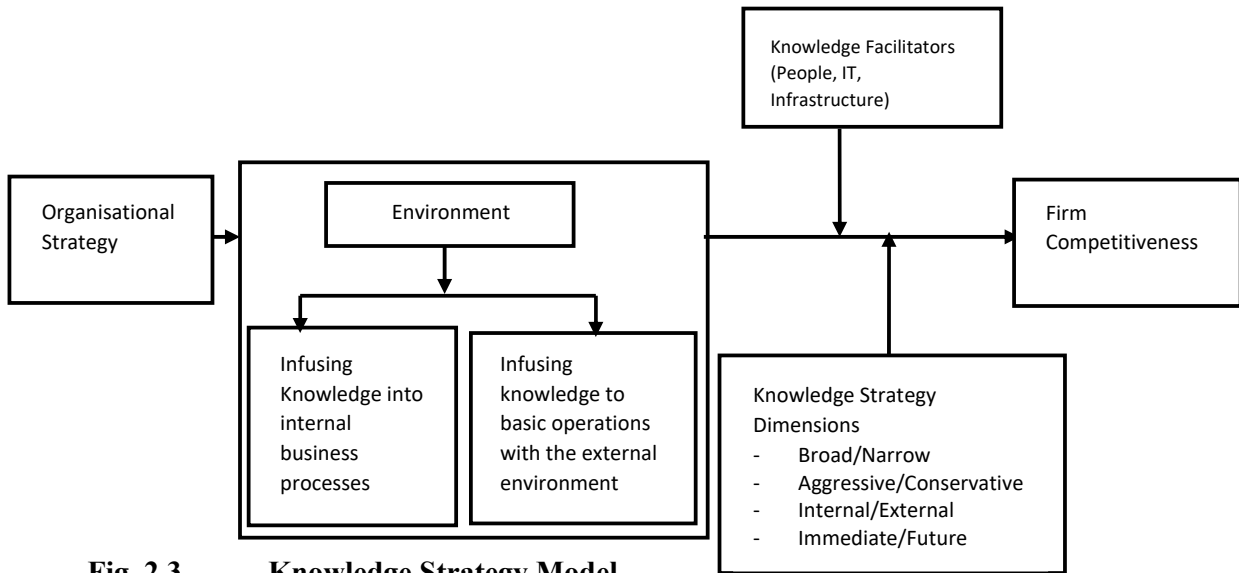 Knowledge Facilitators
(People, IT,
Infrastructure)
Organisational
Strategy
Environment
Firm
Competitiveness
Infusing
Knowledge into
internal
business
processes
Infusing
knowledge to
basic operations
with the external
environment
Knowledge Strategy
Dimensions
- Broad/Narrow
- Aggressive/Conservative
- Internal/External
- Immediate/Future
Fig. 2.3 Knowledge Strategy Model